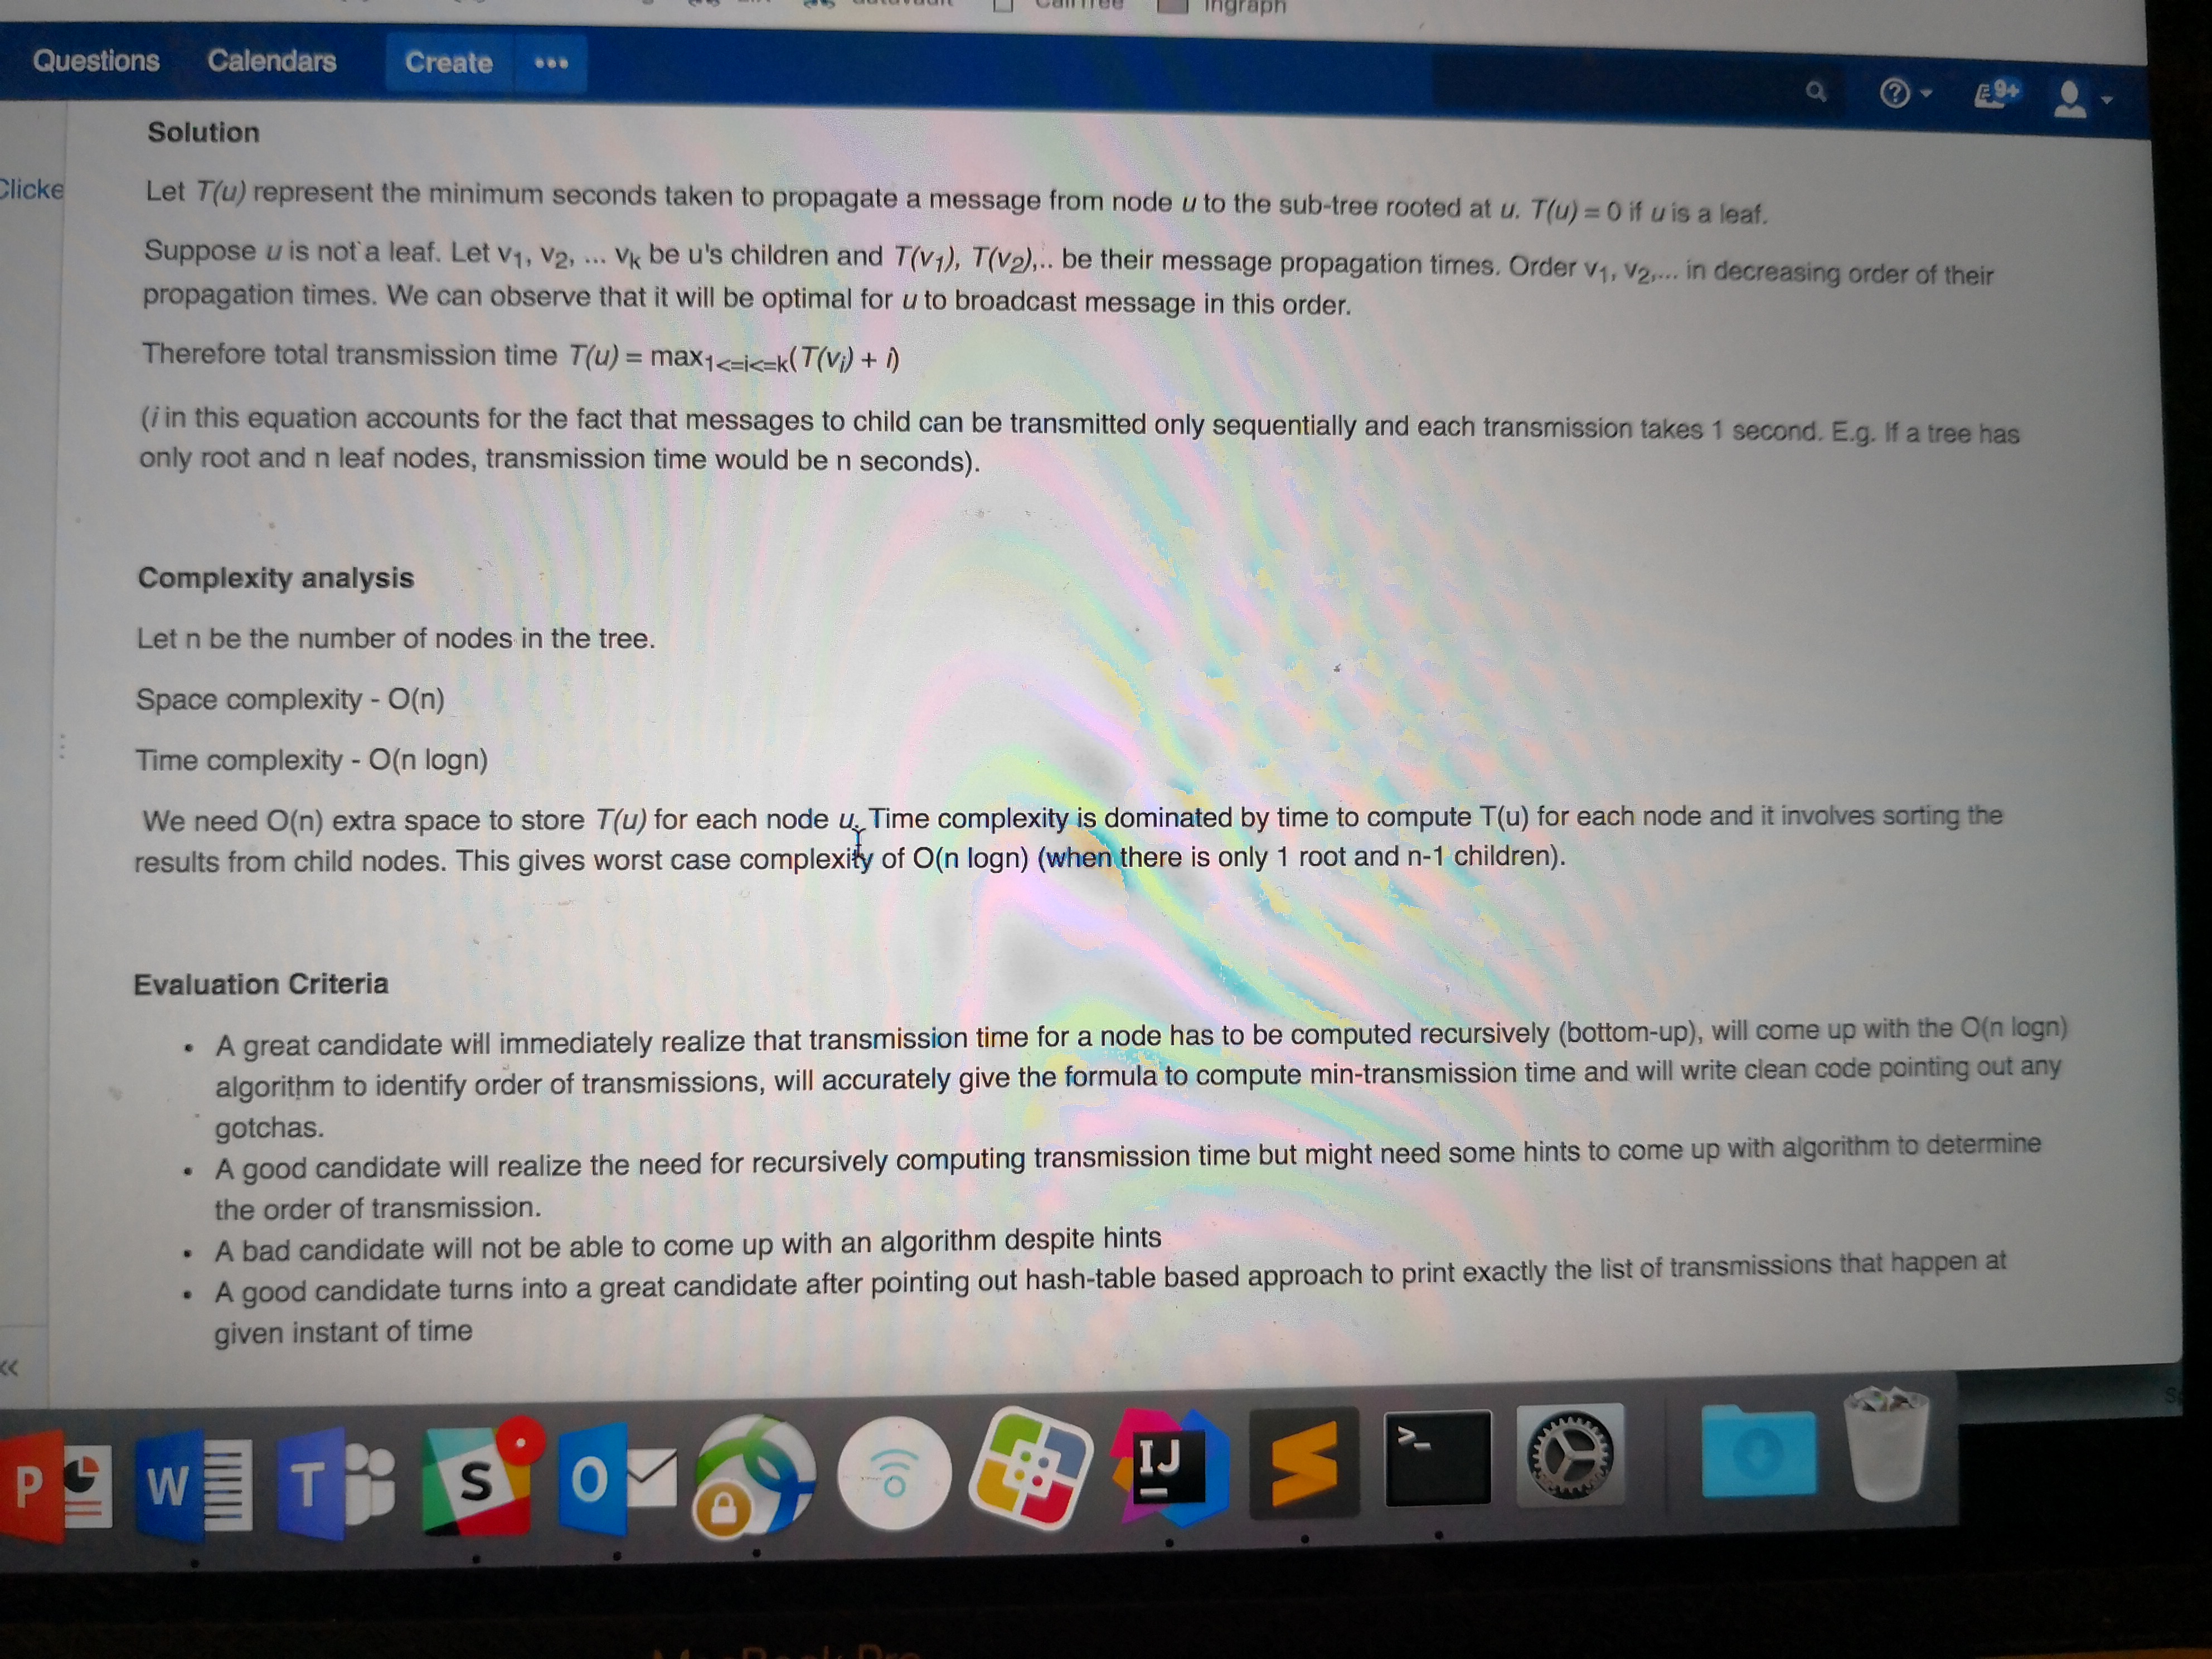 Ingraph
Questions Calendars Create •••
9+
Solution
Clicke
Let T(u) represent the minimum seconds taken to propagate a message from node u to the sub-tree rooted at u. T(u) = 0 if u is a leaf.
Suppose u is not a leaf. Let v1, v2, ... vk be u's children and T(v1), T(v2),.. be their message propagation times. Order v1, v2,... in decreasing order of their
propagation times. We can observe that it will be optimal for u to broadcast message in this order.
Therefore total transmission time T(u) = max1<=i<=k(T(vi) + i)
(i in this equation accounts for the fact that messages to child can be transmitted only sequentially and each transmission takes 1 second. E.g. If a tree has
only root and n leaf nodes, transmission time would be n seconds).
Complexity analysis
Let n be the number of nodes in the tree.
Space complexity - O(n)
Time complexity - O(n logn)
We need O(n) extra space to store T(u) for each node u. Time complexity is dominated by time to compute T(u) for each node and it involves sorting the
results from child nodes. This gives worst case complexity of O(n logn) (when there is only 1 root and n-1 children).
Evaluation Criteria
• A great candidate will immediately realize that transmission time for a node has to be computed recursively (bottom-up), will come up with the O(n logn)
algorithm to identify order of transmissions, will accurately give the formula to compute min-transmission time and will write clean code pointing out any
gotchas.
• A good candidate will realize the need for recursively computing transmission time but might need some hints to come up with algorithm to determine
the order of transmission.
• A bad candidate will not be able to come up with an algorithm despite hints
• A good candidate turns into a great candidate after pointing out hash-table based approach to print exactly the list of transmissions that happen at
given instant of time
P W T S O IJ S >_
MacBook Pro